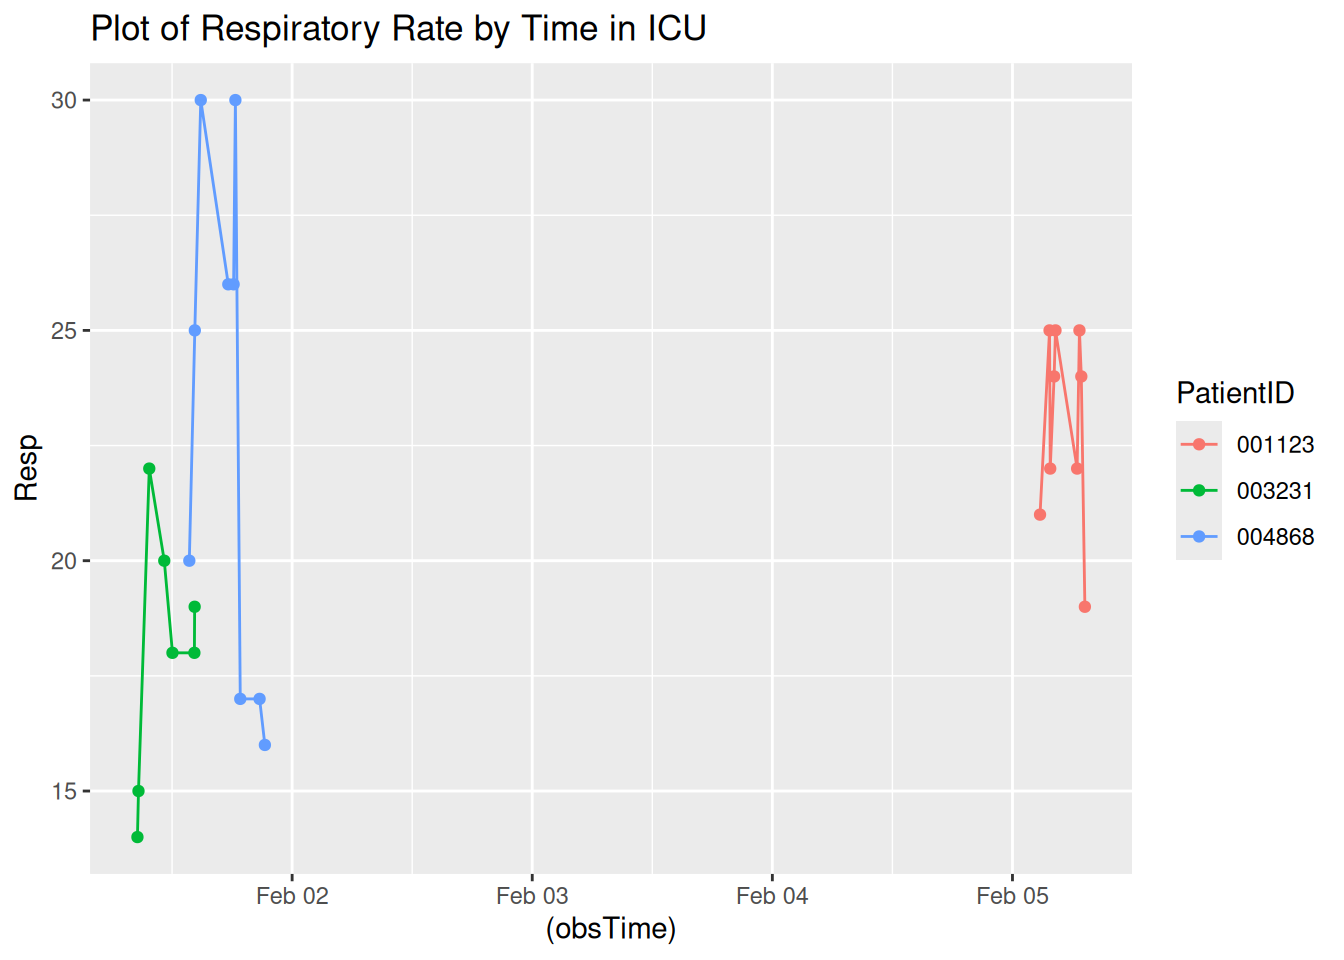 Plot of Respiratory Rate by Time in ICU
30
25
20
15
Resp
Feb 02 Feb 03 Feb 04 Feb 05
(obsTime)
PatientID
001123
003231
004868